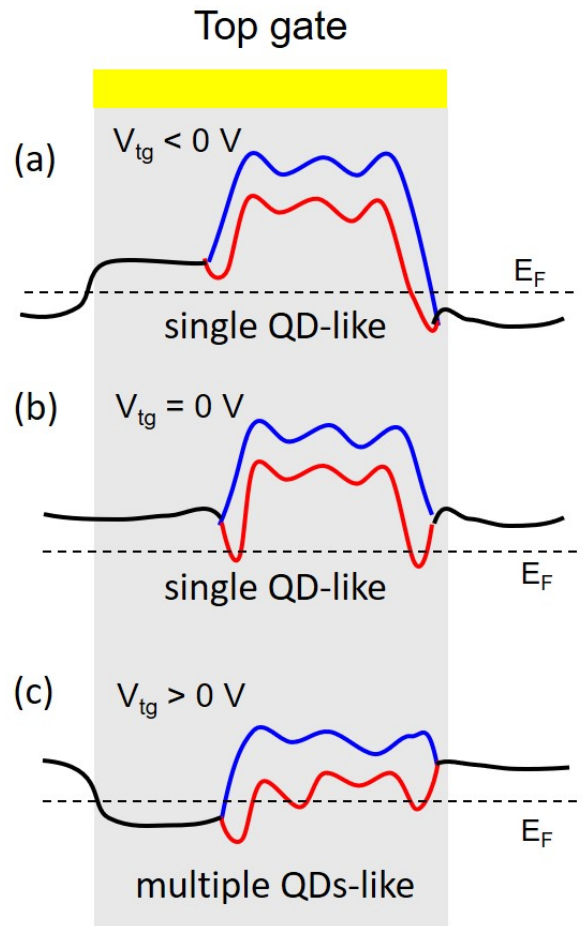 Top gate
(a)
V_tg < 0 V
E_F
single QD-like
(b)
V_tg = 0 V
single QD-like
E_F
(c)
V_tg > 0 V
E_F
multiple QDs-like